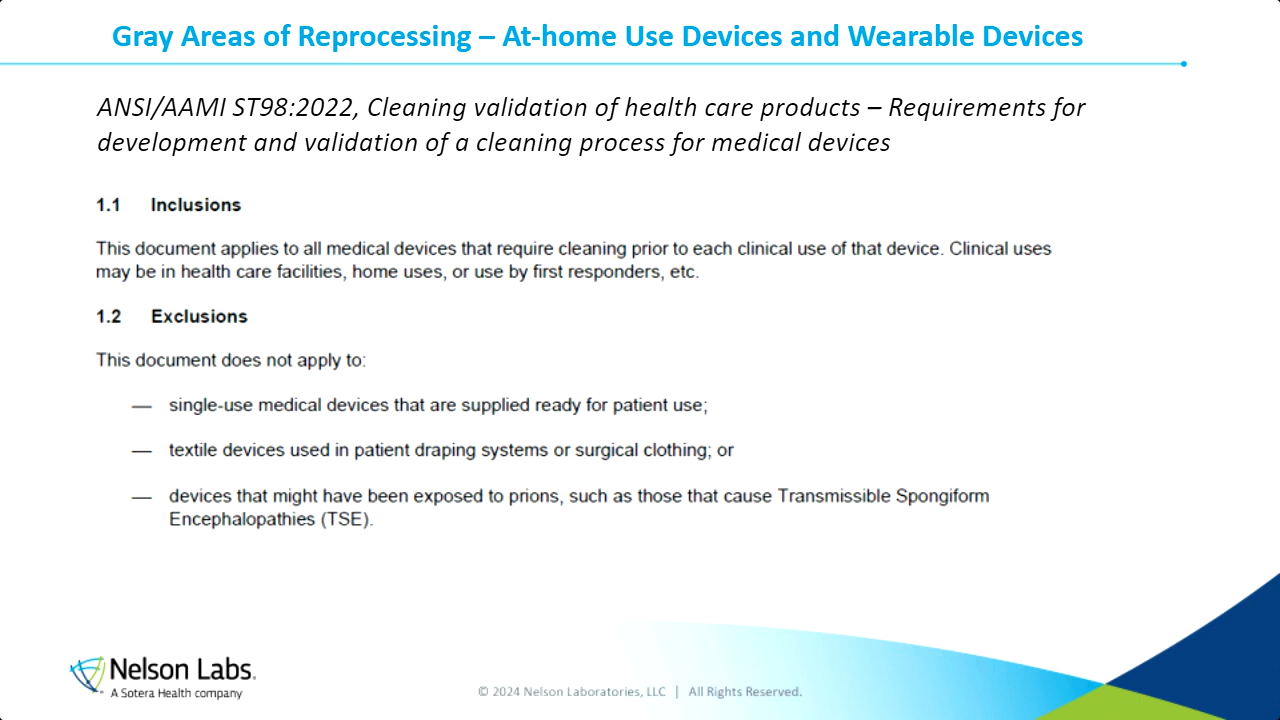 Gray Areas of Reprocessing – At-home Use Devices and Wearable Devices
ANSI/AAMI ST98:2022, Cleaning validation of health care products – Requirements for
development and validation of a cleaning process for medical devices
1.1 Inclusions
This document applies to all medical devices that require cleaning prior to each clinical use of that device. Clinical uses
may be in health care facilities, home uses, or use by first responders, etc.
1.2 Exclusions
This document does not apply to:
— single-use medical devices that are supplied ready for patient use;
— textile devices used in patient draping systems or surgical clothing; or
— devices that might have been exposed to prions, such as those that cause Transmissible Spongiform
Encephalopathies (TSE).
Nelson Labs.
A Sotera Health company
© 2024 Nelson Laboratories, LLC | All Rights Reserved.